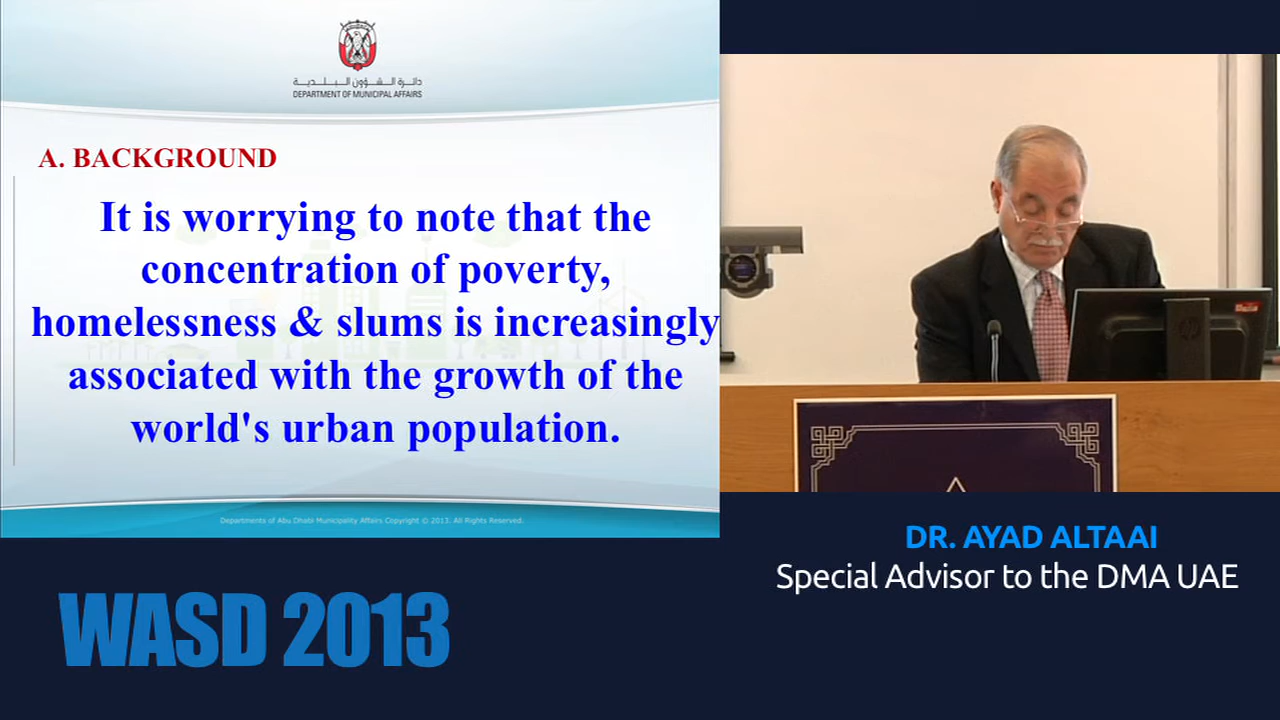 دائرة الشؤون البلدية
DEPARTMENT OF MUNICIPAL AFFAIRS
A. BACKGROUND
It is worrying to note that the
concentration of poverty,
homelessness & slums is increasingly
associated with the growth of the
world's urban population.
Departments of Abu Dhabi Municipality Affairs Copyright © 2013. All Rights Reserved.
DR. AYAD ALTAAI
Special Advisor to the DMA UAE
WASD 2013